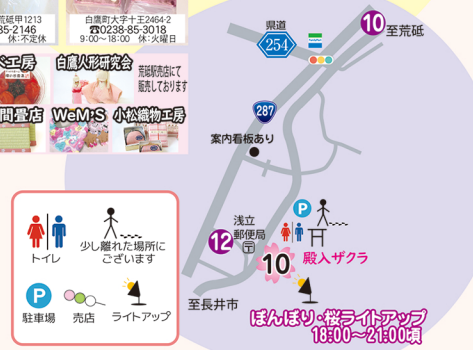 荒砥甲1213
85-2146
休:不定休
白鷹町大字十王2464-2
☎0238-85-3018
9:00〜18:00 休:火曜日
工房
白鷹人形研究会
荒砥駅売店にて
販売しております
間畳店
WeM'S
小松織物工房
県道
254
10
至荒砥
287
案内看板あり
P
浅立
郵便局
12
10
殿入ザクラ
至長井市
ぼんぼり・桜ライトアップ
18:00〜21:00頃
トイレ
少し離れた場所に
ございます
P
駐車場
売店
ライトアップ